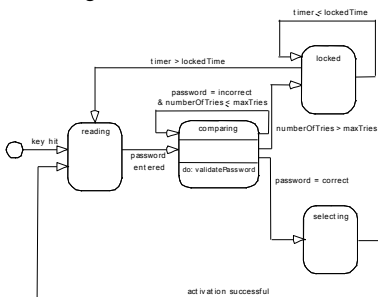 timer ≤ lockedTime
locked
timer > lockedTime
password = incorrect
& numberOfTries ≤ maxTries
reading
comparing
key hit
numberOfTries > maxTries
password
entered
do: validatePassword
password = correct
selecting
activation successful